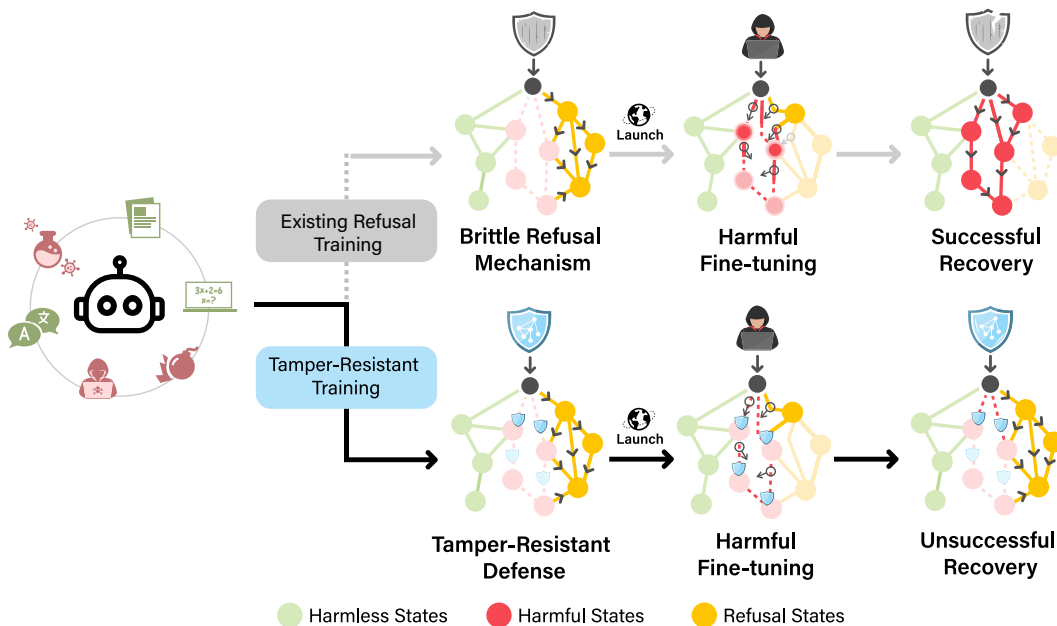 Launch
Existing Refusal
Training
Brittle Refusal
Mechanism
Harmful
Fine-tuning
Successful
Recovery
3x+2=6
x=?
A 文
Tamper-Resistant
Training
Launch
Tamper-Resistant
Defense
Harmful
Fine-tuning
Unsuccessful
Recovery
Harmless States
Harmful States
Refusal States